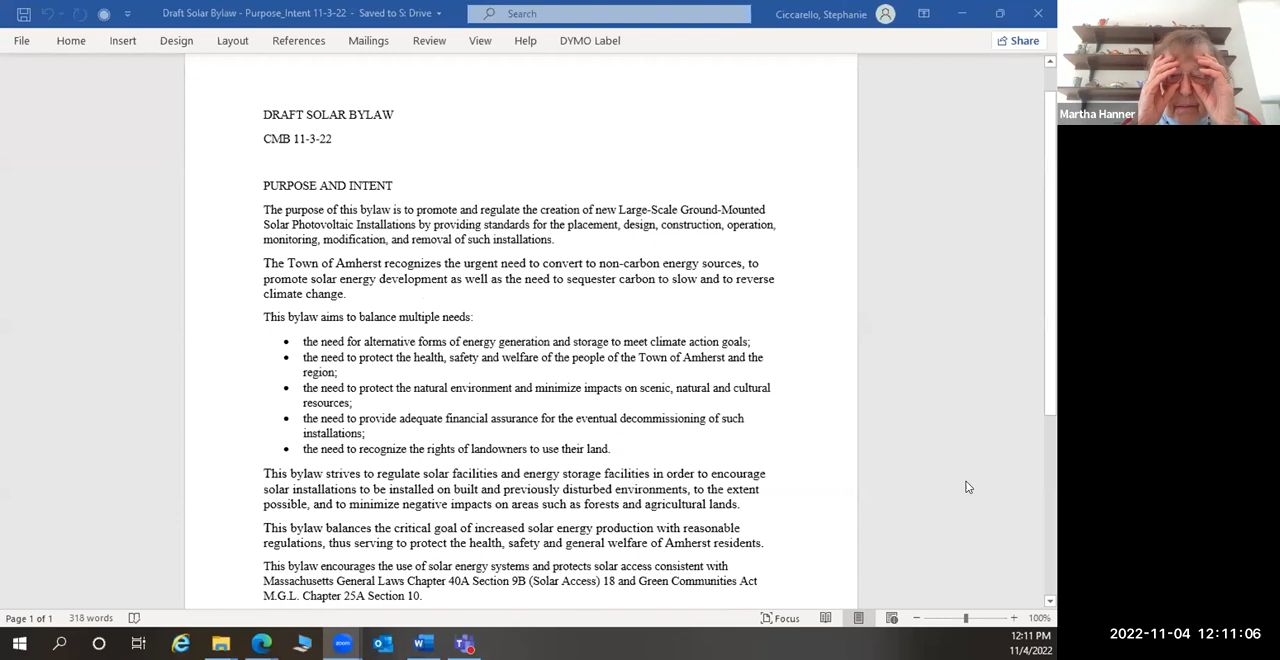 Draft Solar Bylaw - Purpose_Intent 11-3-22 - Saved to S: Drive
Search
Ciccarello, Stephanie
File Home Insert Design Layout References Mailings Review View Help DYMO Label
Share
Martha Hanner
DRAFT SOLAR BYLAW
CMB 11-3-22
PURPOSE AND INTENT
The purpose of this bylaw is to promote and regulate the creation of new Large-Scale Ground-Mounted
Solar Photovoltaic Installations by providing standards for the placement, design, construction, operation,
monitoring, modification, and removal of such installations.
The Town of Amherst recognizes the urgent need to convert to non-carbon energy sources, to
promote solar energy development as well as the need to sequester carbon to slow and to reverse
climate change.
This bylaw aims to balance multiple needs:
• the need for alternative forms of energy generation and storage to meet climate action goals;
• the need to protect the health, safety and welfare of the people of the Town of Amherst and the
region;
• the need to protect the natural environment and minimize impacts on scenic, natural and cultural
resources;
• the need to provide adequate financial assurance for the eventual decommissioning of such
installations;
• the need to recognize the rights of landowners to use their land.
This bylaw strives to regulate solar facilities and energy storage facilities in order to encourage
solar installations to be installed on built and previously disturbed environments, to the extent
possible, and to minimize negative impacts on areas such as forests and agricultural lands.
This bylaw balances the critical goal of increased solar energy production with reasonable
regulations, thus serving to protect the health, safety and general welfare of Amherst residents.
This bylaw encourages the use of solar energy systems and protects solar access consistent with
Massachusetts General Laws Chapter 40A Section 9B (Solar Access) 18 and Green Communities Act
M.G.L. Chapter 25A Section 10.
Page 1 of 1 318 words
Focus
100%
zoom
12:11 PM
11/4/2022
2022-11-04 12:11:06